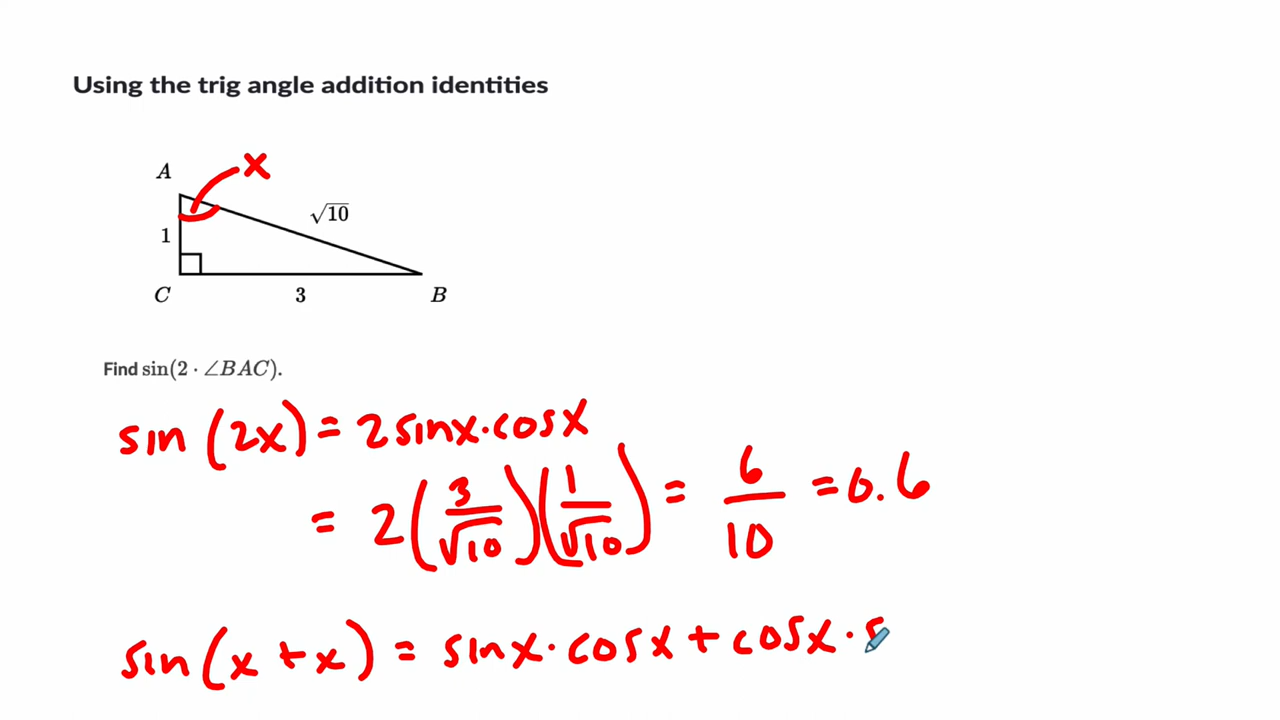 Using the trig angle addition identities
A
x
√10
1
C
3
B
Find sin(2 · ∠BAC).
sin (2x) = 2 sinx · cosx
= 2 (3/√10)(1/√10) = 6/10 = 0.6
sin (x + x) = sinx · cosx + cosx · s